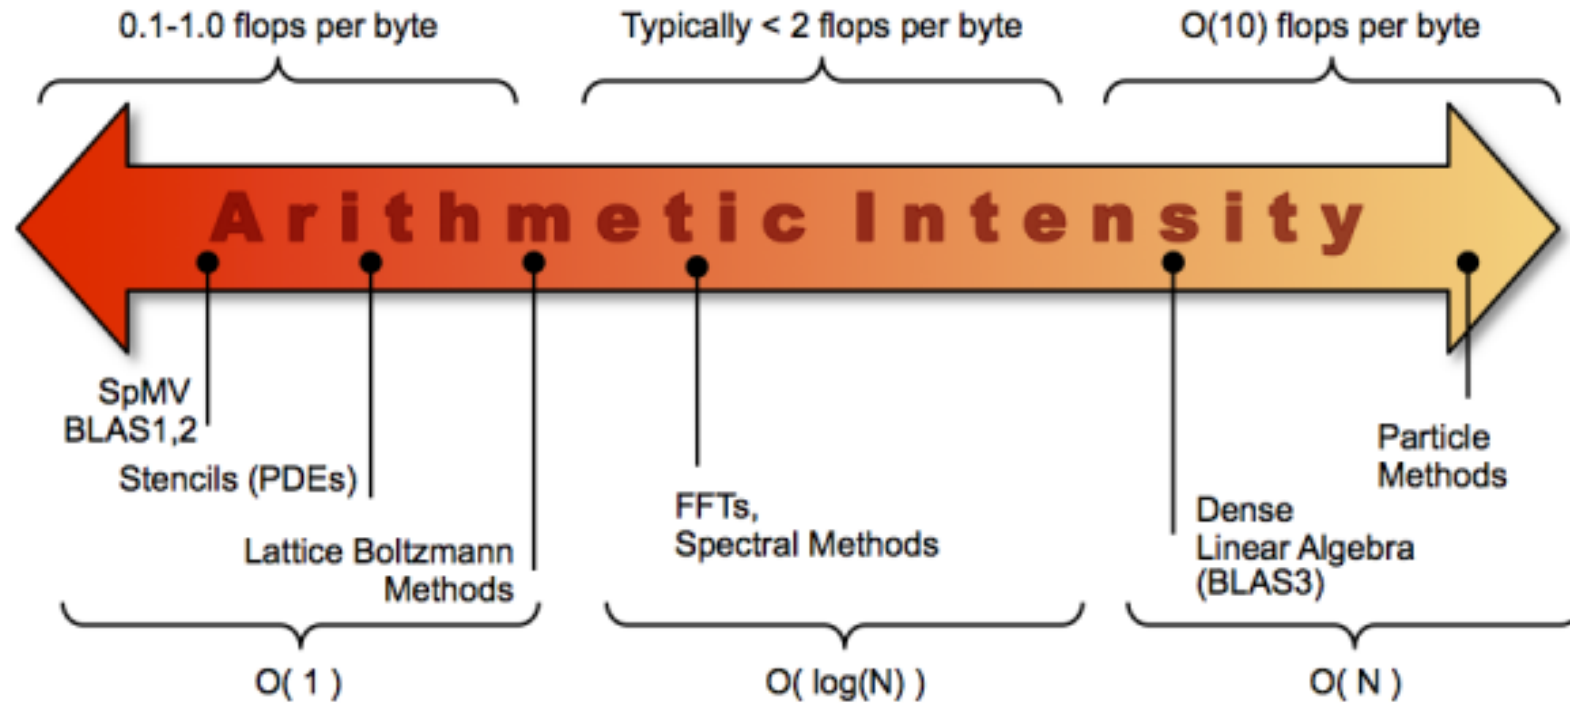 0.1-1.0 flops per byte
Typically < 2 flops per byte
O(10) flops per byte
Arithmetic Intensity
SpMV
BLAS1,2
Stencils (PDEs)
Lattice Boltzmann
Methods
FFTs,
Spectral Methods
Dense
Linear Algebra
(BLAS3)
Particle
Methods
O( 1 )
O( log(N) )
O( N )